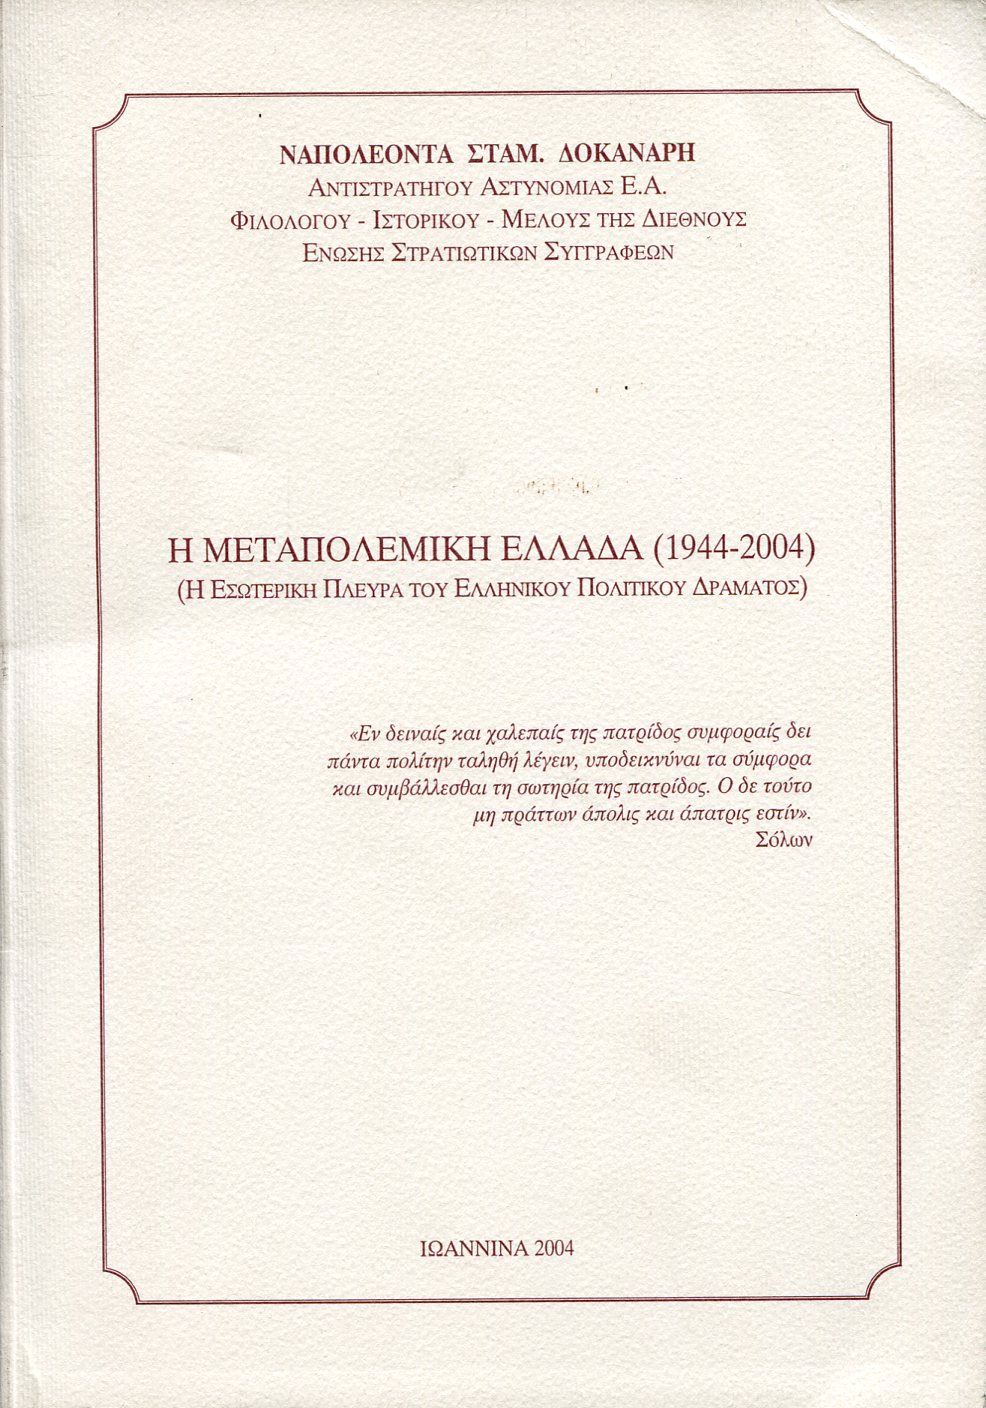 ΝΑΠΟΛΕΟΝΤΑ ΣΤΑΜ. ΔΟΚΑΝΑΡΗ
ΑΝΤΙΣΤΡΑΤΗΓΟΥ ΑΣΤΥΝΟΜΙΑΣ Ε.Α.
ΦΙΛΟΛΟΓΟΥ - ΙΣΤΟΡΙΚΟΥ - ΜΕΛΟΥΣ ΤΗΣ ΔΙΕΘΝΟΥΣ
ΕΝΩΣΗΣ ΣΤΡΑΤΙΩΤΙΚΩΝ ΣΥΓΓΡΑΦΕΩΝ
Η ΜΕΤΑΠΟΛΕΜΙΚΗ ΕΛΛΑΔΑ (1944-2004)
(Η ΕΣΩΤΕΡΙΚΗ ΠΛΕΥΡΑ ΤΟΥ ΕΛΛΗΝΙΚΟΥ ΠΟΛΙΤΙΚΟΥ ΔΡΑΜΑΤΟΣ)
«Εν δειναίς και χαλεπαίς της πατρίδος συμφοραίς δει
πάντα πολίτην ταληθή λέγειν, υποδεικνύναι τα σύμφορα
και συμβάλλεσθαι τη σωτηρία της πατρίδος. Ο δε τούτο
μη πράττων άπολις και άπατρις εστίν».
Σόλων
ΙΩΑΝΝΙΝΑ 2004